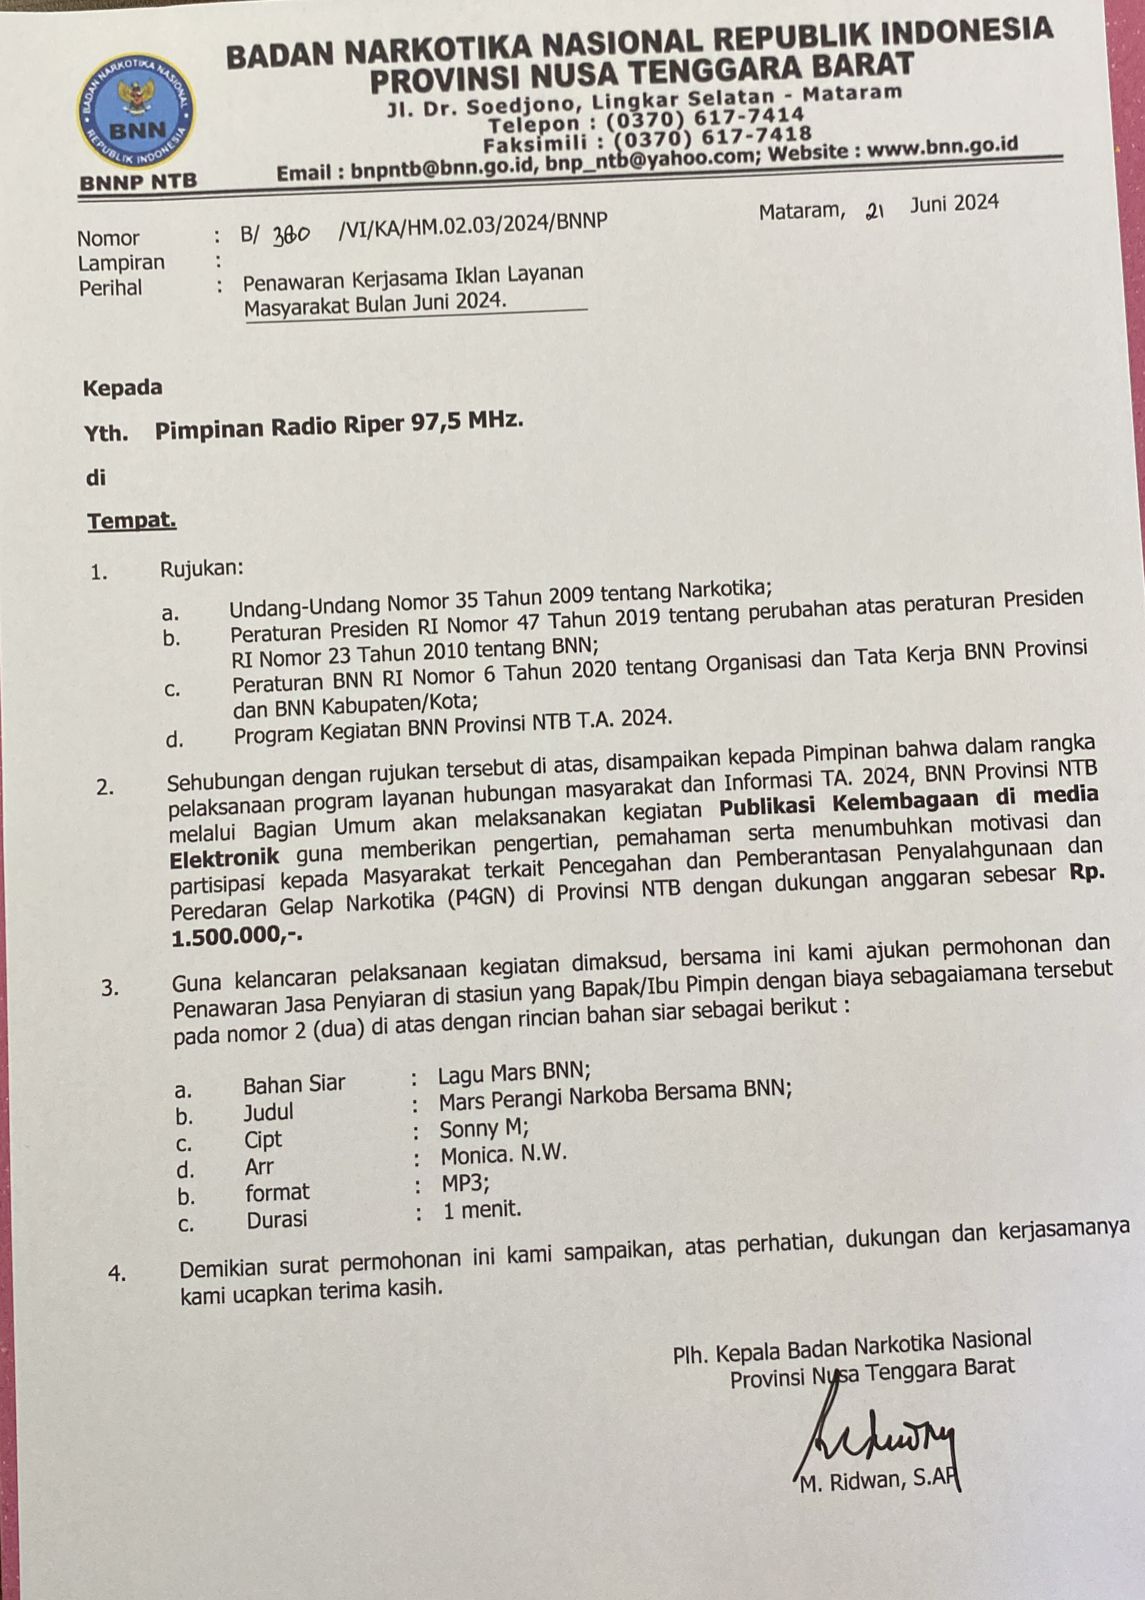 BADAN NARKOTIKA NASIONAL REPUBLIK INDONESIA
PROVINSI NUSA TENGGARA BARAT
Jl. Dr. Soedjono, Lingkar Selatan - Mataram
Telepon : (0370) 617-7414
Faksimili : (0370) 617-7418
Email : bnpntb@bnn.go.id, bnp_ntb@yahoo.com; Website : www.bnn.go.id
BADAN NARKOTIKA NASIONAL
BNN
REPUBLIK INDONESIA
BNNP NTB
Mataram, 21 Juni 2024
Nomor : B/ 380 /VI/KA/HM.02.03/2024/BNNP
Lampiran :
Perihal : Penawaran Kerjasama Iklan Layanan
Masyarakat Bulan Juni 2024.
Kepada
Yth. Pimpinan Radio Riper 97,5 MHz.
di
Tempat.
1. Rujukan:
a. Undang-Undang Nomor 35 Tahun 2009 tentang Narkotika;
b. Peraturan Presiden RI Nomor 47 Tahun 2019 tentang perubahan atas peraturan Presiden
RI Nomor 23 Tahun 2010 tentang BNN;
c. Peraturan BNN RI Nomor 6 Tahun 2020 tentang Organisasi dan Tata Kerja BNN Provinsi
dan BNN Kabupaten/Kota;
d. Program Kegiatan BNN Provinsi NTB T.A. 2024.
2. Sehubungan dengan rujukan tersebut di atas, disampaikan kepada Pimpinan bahwa dalam rangka
pelaksanaan program layanan hubungan masyarakat dan Informasi TA. 2024, BNN Provinsi NTB
melalui Bagian Umum akan melaksanakan kegiatan Publikasi Kelembagaan di media
Elektronik guna memberikan pengertian, pemahaman serta menumbuhkan motivasi dan
partisipasi kepada Masyarakat terkait Pencegahan dan Pemberantasan Penyalahgunaan dan
Peredaran Gelap Narkotika (P4GN) di Provinsi NTB dengan dukungan anggaran sebesar Rp.
1.500.000,-.
3. Guna kelancaran pelaksanaan kegiatan dimaksud, bersama ini kami ajukan permohonan dan
Penawaran Jasa Penyiaran di stasiun yang Bapak/Ibu Pimpin dengan biaya sebagaiamana tersebut
pada nomor 2 (dua) di atas dengan rincian bahan siar sebagai berikut :
a. Bahan Siar : Lagu Mars BNN;
b. Judul : Mars Perangi Narkoba Bersama BNN;
c. Cipt : Sonny M;
d. Arr : Monica. N.W.
b. format : MP3;
c. Durasi : 1 menit.
4. Demikian surat permohonan ini kami sampaikan, atas perhatian, dukungan dan kerjasamanya
kami ucapkan terima kasih.
Plh. Kepala Badan Narkotika Nasional
Provinsi Nusa Tenggara Barat
M. Ridwan, S.AP